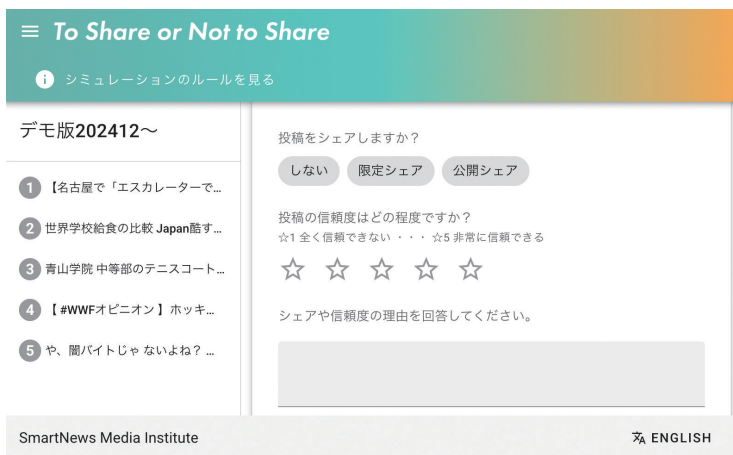 To Share or Not to Share
シミュレーションのルールを見る
デモ版202412〜
1 【名古屋で「エスカレーターで...
2 世界学校給食の比較 Japan酷す...
3 青山学院 中等部のテニスコート...
4 【 #WWFオピニオン 】ホッキ...
5 や、闇バイトじゃ ないよね？ ...
投稿をシェアしますか？
しない 限定シェア 公開シェア
投稿の信頼度はどの程度ですか？
☆1 全く信頼できない ・・・ ☆5 非常に信頼できる
☆ ☆ ☆ ☆ ☆
シェアや信頼度の理由を回答してください。
SmartNews Media Institute
ENGLISH